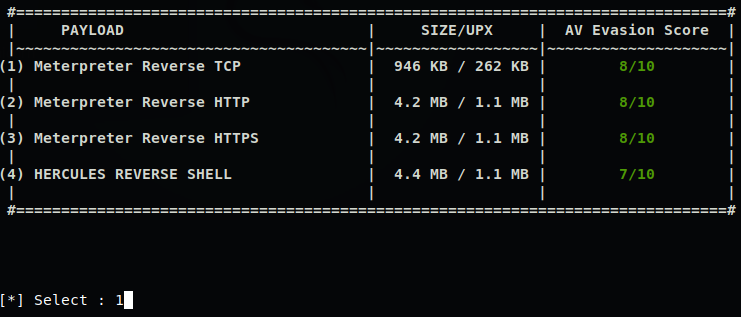 #===============================================================================#
|     PAYLOAD                           |     SIZE/UPX     |  AV Evasion Score  |
|~~~~~~~~~~~~~~~~~~~~~~~~~~~~~~~~~~~~~~~|~~~~~~~~~~~~~~~~~~|~~~~~~~~~~~~~~~~~~~~|
(1) Meterpreter Reverse TCP              |  946 KB / 262 KB |        8/10        |
|                                       |                  |                    |
(2) Meterpreter Reverse HTTP             |  4.2 MB / 1.1 MB |        8/10        |
|                                       |                  |                    |
(3) Meterpreter Reverse HTTPS            |  4.2 MB / 1.1 MB |        8/10        |
|                                       |                  |                    |
(4) HERCULES REVERSE SHELL               |  4.4 MB / 1.1 MB |        7/10        |
|                                       |                  |                    |
#===============================================================================#
[*] Select : 1